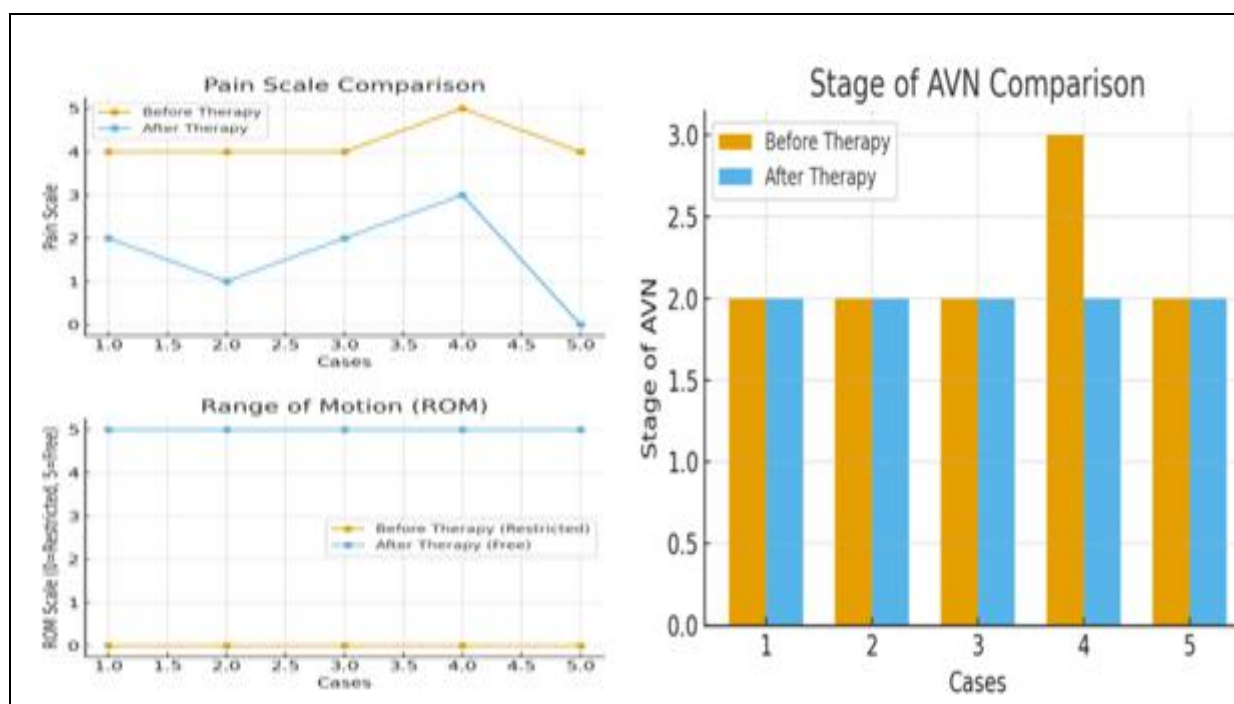 Pain Scale Comparison
5
4
3
2
1
0
Pain Scale
Before Therapy
After Therapy
1.0 1.5 2.0 2.5 3.0 3.5 4.0 4.5 5.0
Cases
Range of Motion (ROM)
5
4
3
2
1
0
ROM Scale (0=Restricted, 5=Free)
Before Therapy (Restricted)
After Therapy (Free)
1.0 1.5 2.0 2.5 3.0 3.5 4.0 4.5 5.0
Cases
Stage of AVN Comparison
3.0
2.5
2.0
1.5
1.0
0.5
0.0
Stage of AVN
Before Therapy
After Therapy
1 2 3 4 5
Cases